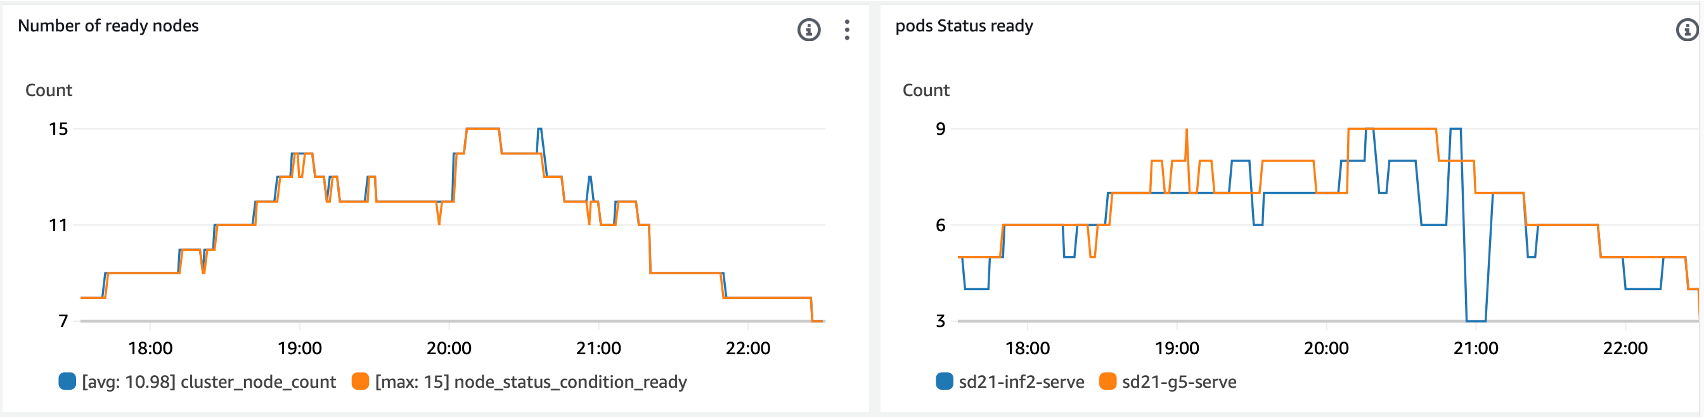 Number of ready nodes
Count
15
11
7
18:00 19:00 20:00 21:00 22:00
[avg: 10.98] cluster_node_count [max: 15] node_status_condition_ready
pods Status ready
Count
9
6
3
18:00 19:00 20:00 21:00 22:00
sd21-inf2-serve sd21-g5-serve